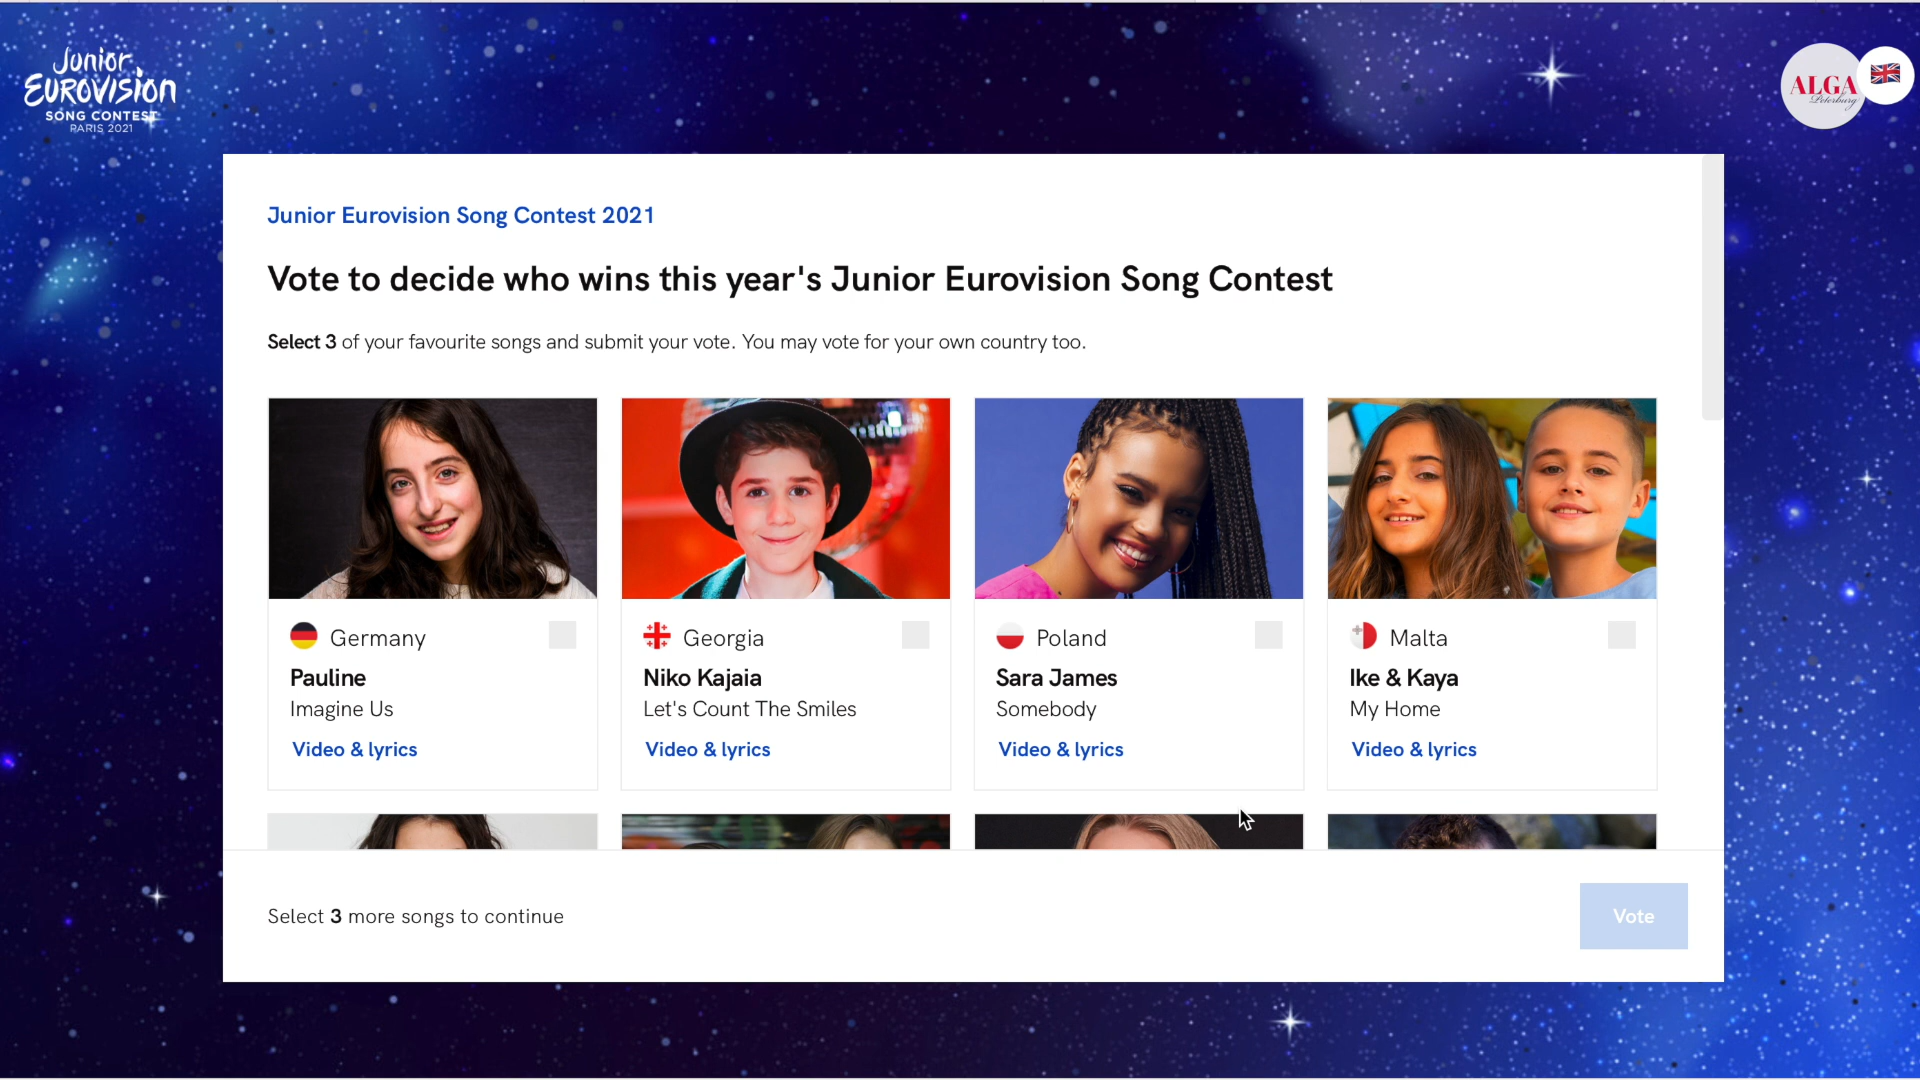 Junior
EUROVISION
SONG CONTEST
PARIS 2021
ALGA
Peterburg
Junior Eurovision Song Contest 2021
Vote to decide who wins this year's Junior Eurovision Song Contest
Select 3 of your favourite songs and submit your vote. You may vote for your own country too.
Germany
Pauline
Imagine Us
Video & lyrics
Georgia
Niko Kajaia
Let's Count The Smiles
Video & lyrics
Poland
Sara James
Somebody
Video & lyrics
Malta
Ike & Kaya
My Home
Video & lyrics
Select 3 more songs to continue
Vote